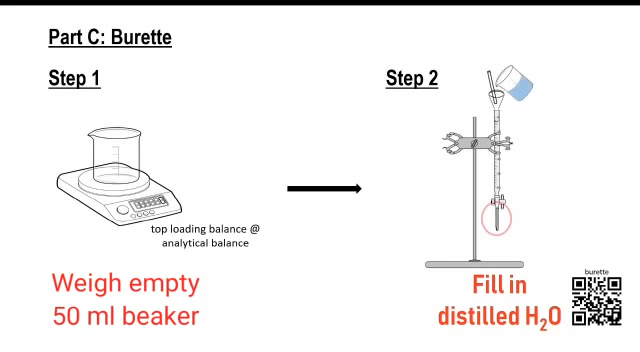 Part C: Burette
Step 1
Step 2
top loading balance @
analytical balance
Weigh empty
50 ml beaker
Fill in
distilled H₂O
burette